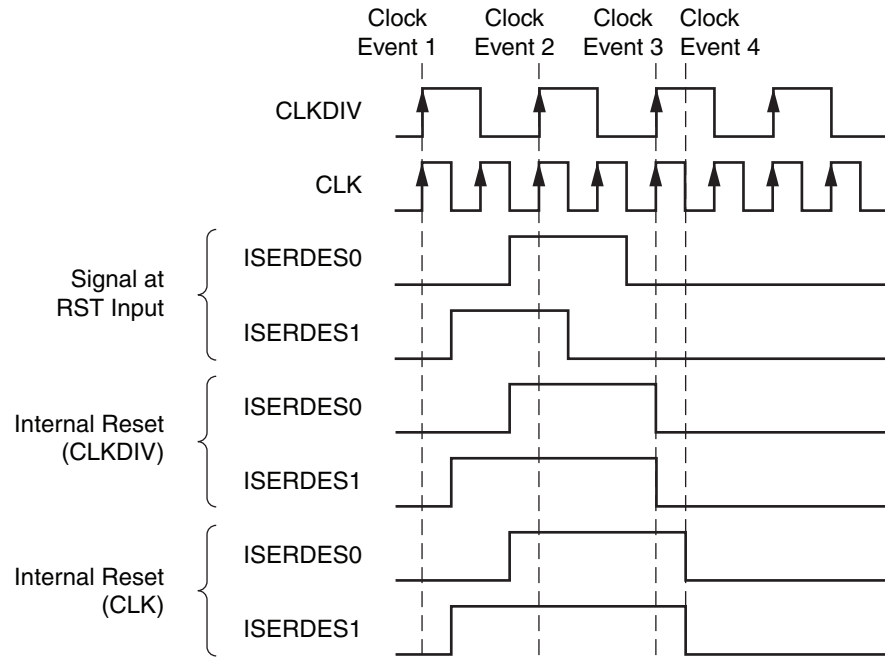 Clock
Event 1
Clock
Event 2
Clock
Event 3
Clock
Event 4
CLKDIV
CLK
Signal at
RST Input
ISERDES0
ISERDES1
Internal Reset
(CLKDIV)
ISERDES0
ISERDES1
Internal Reset
(CLK)
ISERDES0
ISERDES1